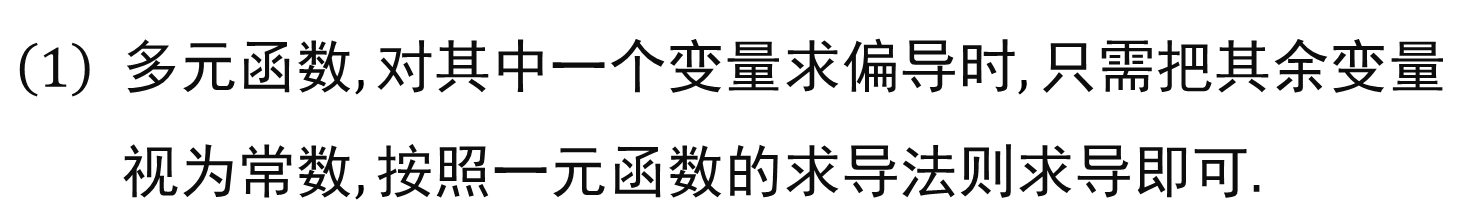 (1) 多元函数,对其中一个变量求偏导时,只需把其余变量
视为常数,按照一元函数的求导法则求导即可.